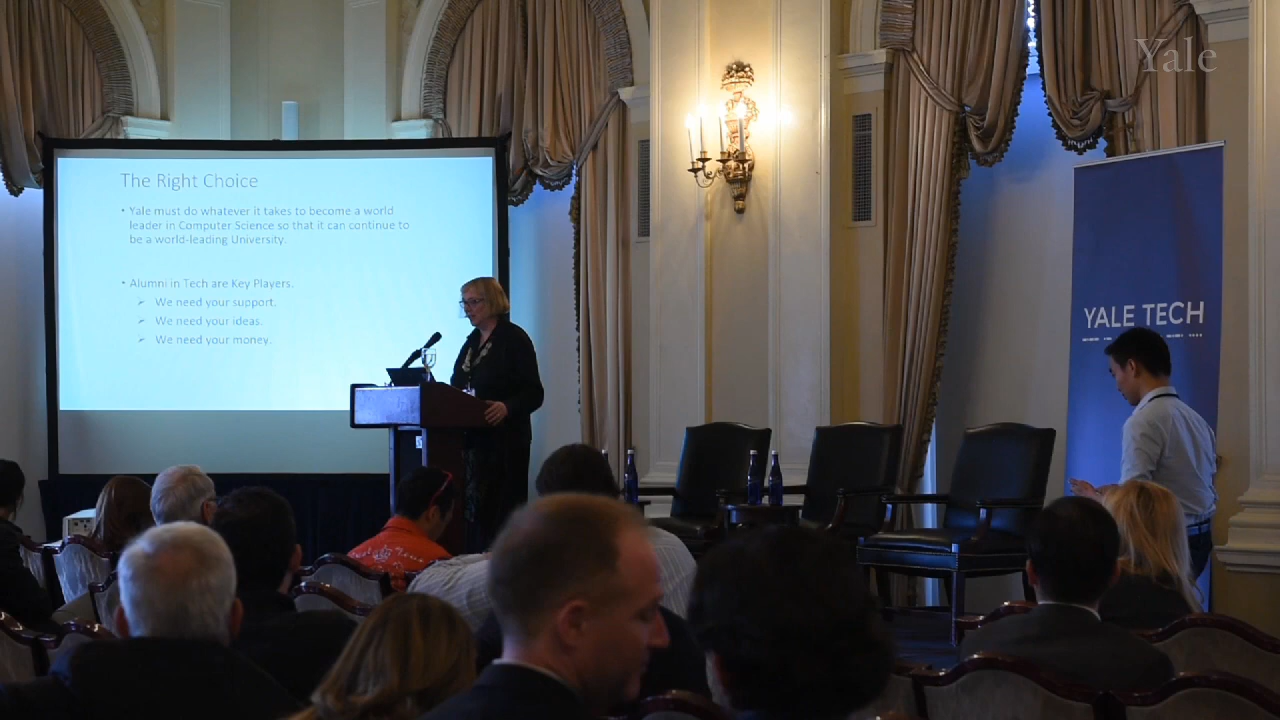 Yale
The Right Choice
• Yale must do whatever it takes to become a world
leader in Computer Science so that it can continue to
be a world-leading University.
• Alumni in Tech are Key Players.
➢ We need your support.
➢ We need your ideas.
➢ We need your money.
YALE TECH